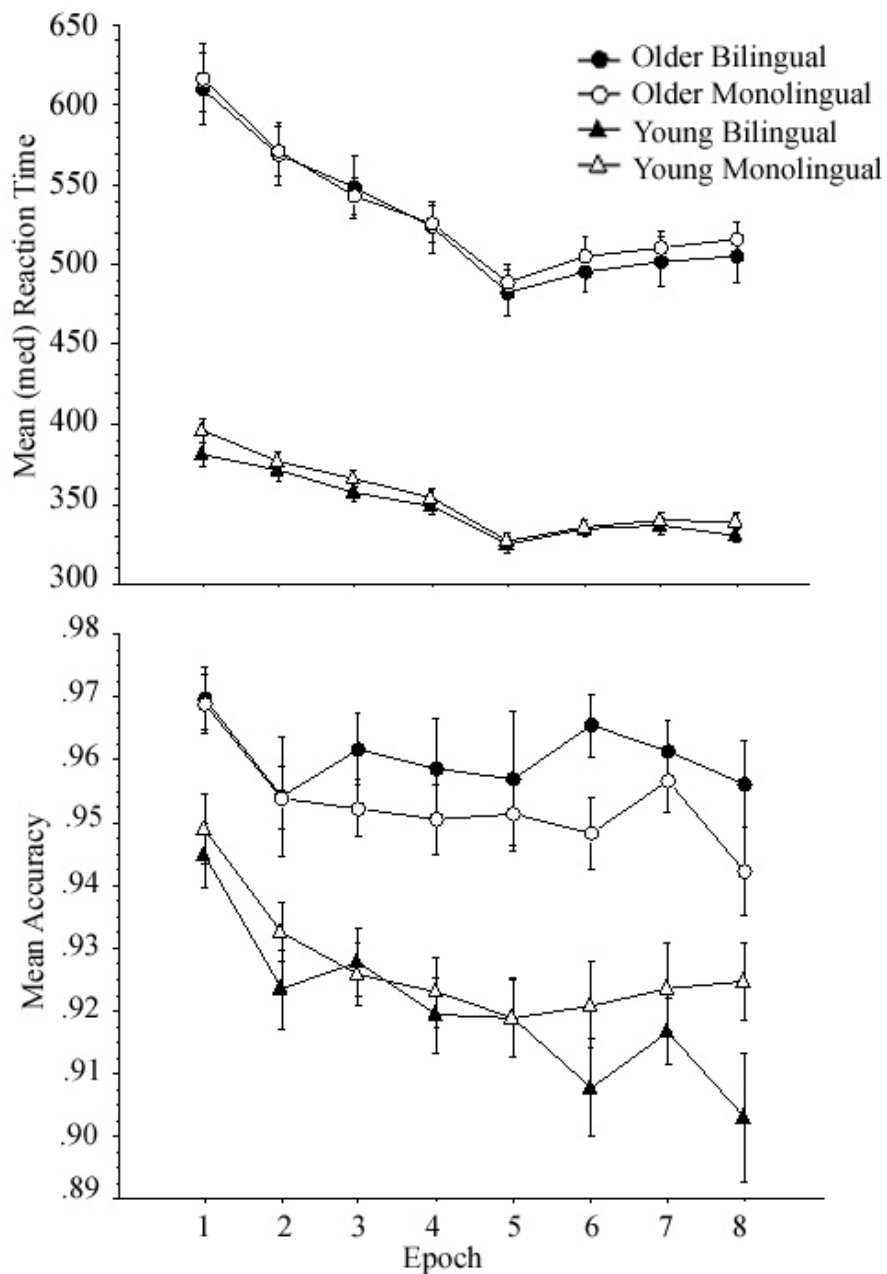 650
600
550
500
450
400
350
300
Mean (med) Reaction Time
Older Bilingual
Older Monolingual
Young Bilingual
Young Monolingual
.98
.97
.96
.95
.94
.93
.92
.91
.90
.89
Mean Accuracy
1 2 3 4 5 6 7 8
Epoch